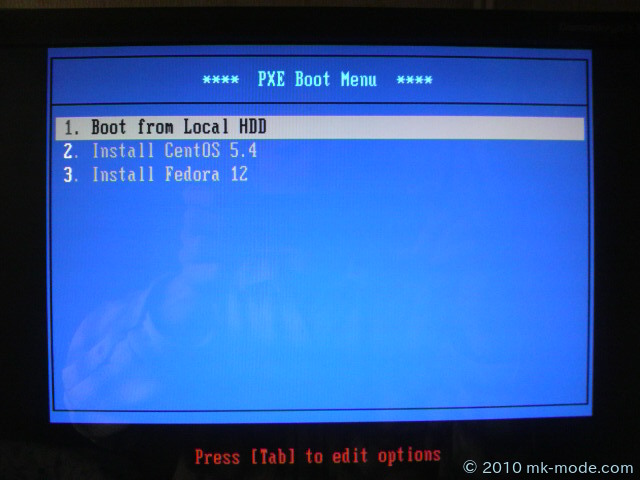 **** PXE Boot Menu ****
1. Boot from Local HDD
2. Install CentOS 5.4
3. Install Fedora 12
Press [Tab] to edit options
© 2010 mk-mode.com